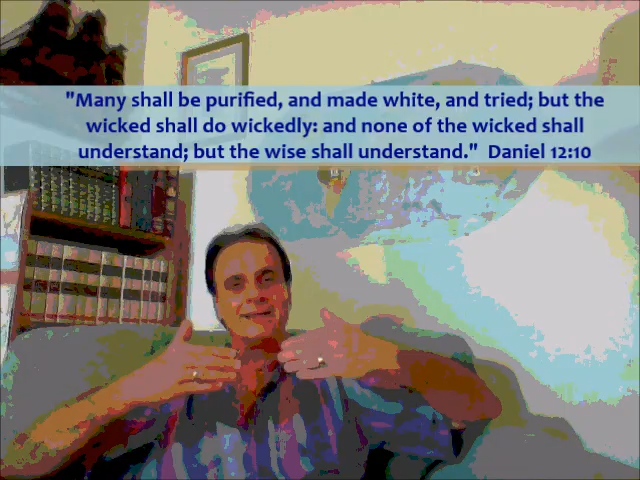 "Many shall be purified, and made white, and tried; but the
wicked shall do wickedly: and none of the wicked shall
understand; but the wise shall understand." Daniel 12:10